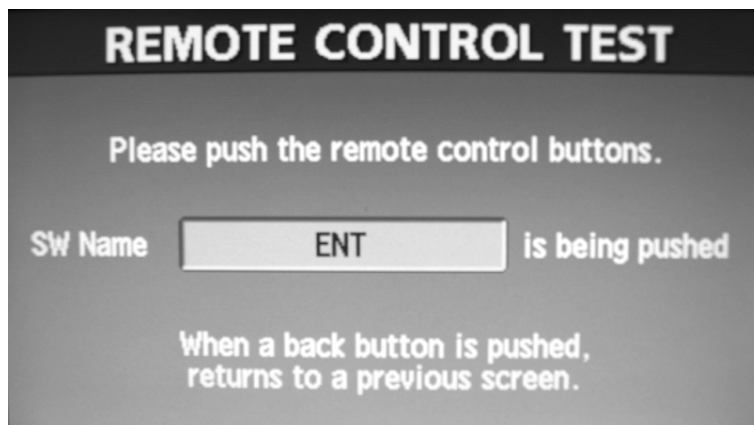 REMOTE CONTROL TEST
Please push the remote control buttons.
SW Name ENT is being pushed
When a back button is pushed,
returns to a previous screen.